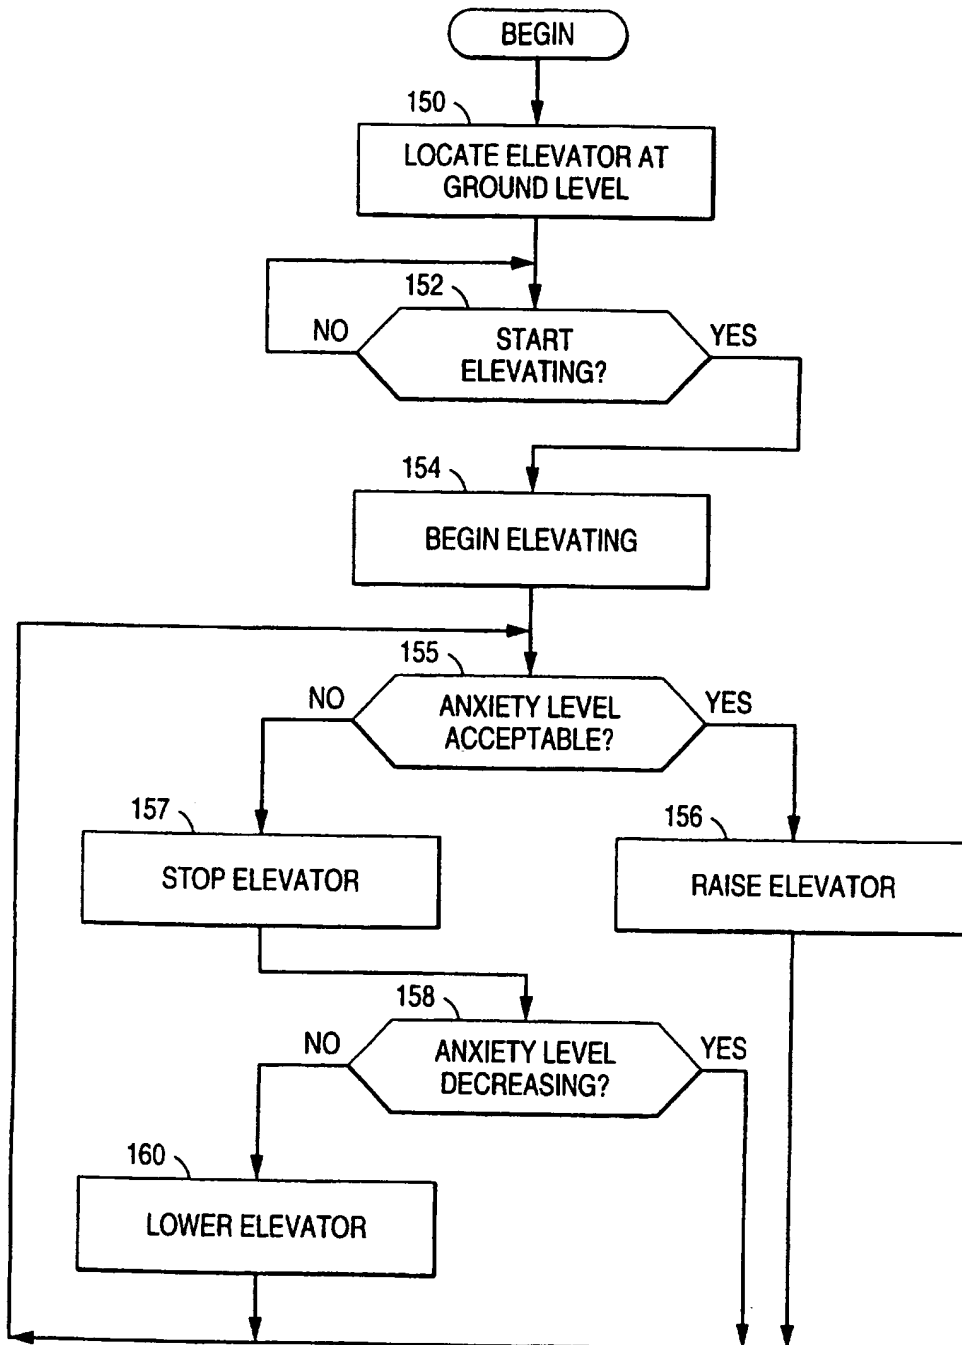 BEGIN
150
LOCATE ELEVATOR AT
GROUND LEVEL
152
NO
START
ELEVATING?
YES
154
BEGIN ELEVATING
155
NO
ANXIETY LEVEL
ACCEPTABLE?
YES
157
STOP ELEVATOR
156
RAISE ELEVATOR
158
NO
ANXIETY LEVEL
DECREASING?
YES
160
LOWER ELEVATOR